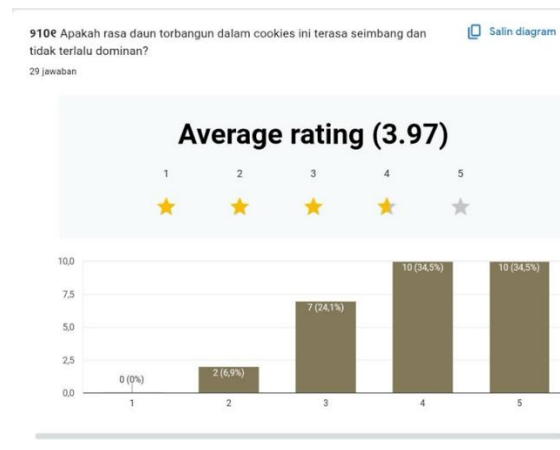 910e Apakah rasa daun torbangun dalam cookies ini terasa seimbang dan
tidak terlalu dominan?
Salin diagram
29 jawaban
Average rating (3.97)
1 2 3 4 5
10,0
7,5
5,0
2,5
0,0
0 (0%)
2 (6,9%)
7 (24,1%)
10 (34,5%)
10 (34,5%)
1 2 3 4 5